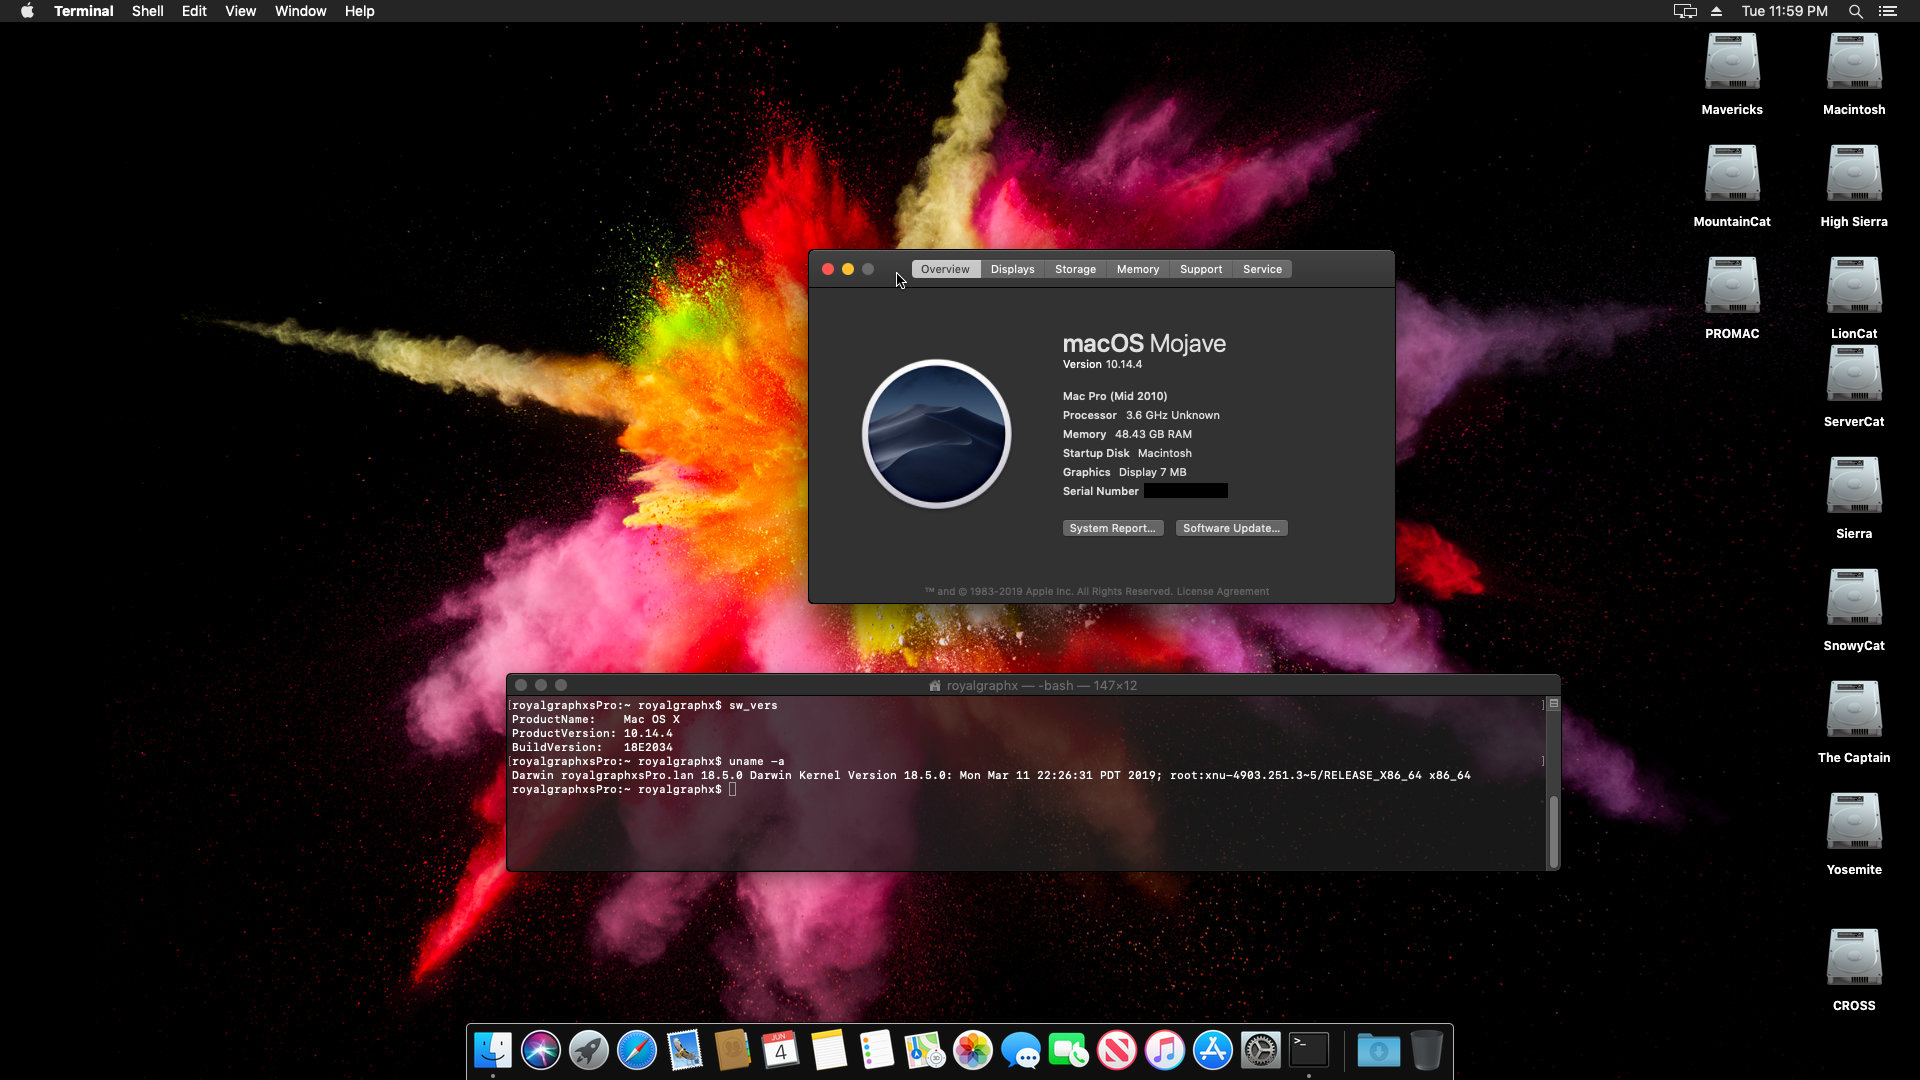 Terminal Shell Edit View Window Help
Tue 11:59 PM
Mavericks
Macintosh
MountainCat
High Sierra
PROMAC
LionCat
ServerCat
Sierra
SnowyCat
The Captain
Yosemite
CROSS
Overview Displays Storage Memory Support Service
macOS Mojave
Version 10.14.4
Mac Pro (Mid 2010)
Processor 3.6 GHz Unknown
Memory 48.43 GB RAM
Startup Disk Macintosh
Graphics Display 7 MB
Serial Number
System Report... Software Update...
™ and © 1983-2019 Apple Inc. All Rights Reserved. License Agreement
royalgraphx — -bash — 147×12
[royalgraphxsPro:~ royalgraphx$ sw_vers ]
ProductName: Mac OS X
ProductVersion: 10.14.4
BuildVersion: 18E2034
[royalgraphxsPro:~ royalgraphx$ uname -a ]
Darwin royalgraphxsPro.lan 18.5.0 Darwin Kernel Version 18.5.0: Mon Mar 11 22:26:31 PDT 2019; root:xnu-4903.251.3~5/RELEASE_X86_64 x86_64
royalgraphxsPro:~ royalgraphx$
JUN
4
>_